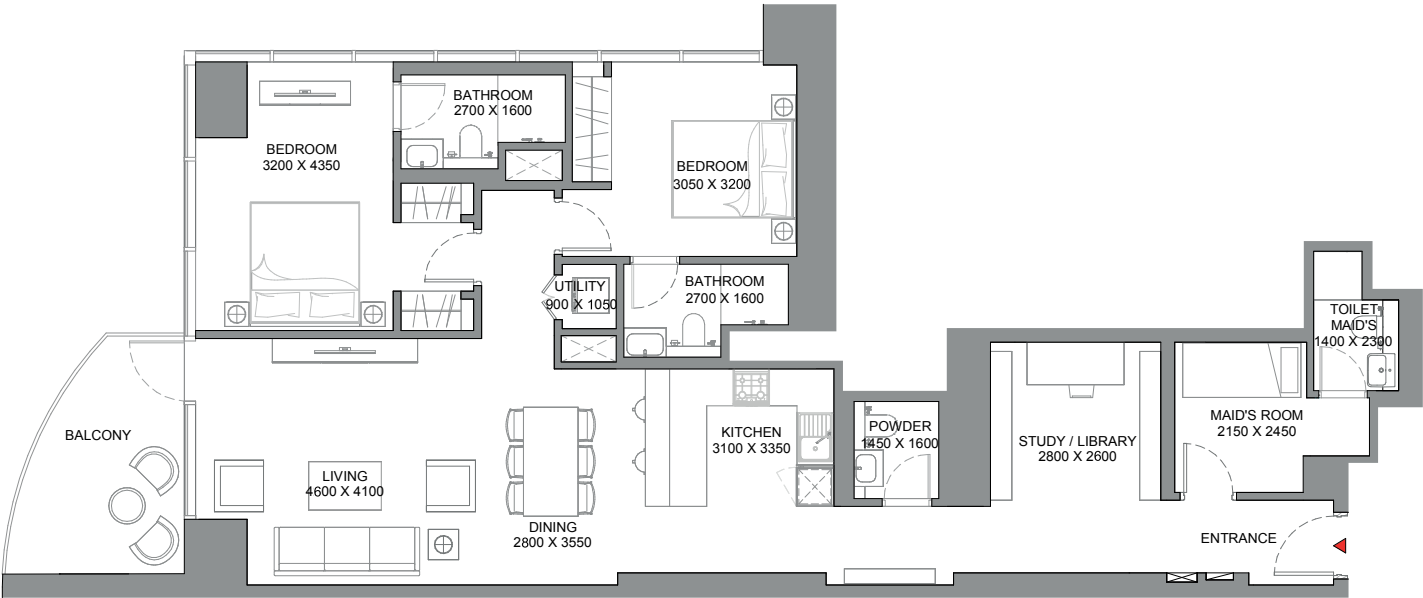 BATHROOM
2700 X 1600
BEDROOM
3200 X 4350
BEDROOM
3050 X 3200
UTILITY
900 X 1050
BATHROOM
2700 X 1600
TOILET
MAID'S
1400 X 2300
BALCONY
LIVING
4600 X 4100
DINING
2800 X 3550
KITCHEN
3100 X 3350
POWDER
1450 X 1600
STUDY / LIBRARY
2800 X 2600
MAID'S ROOM
2150 X 2450
ENTRANCE